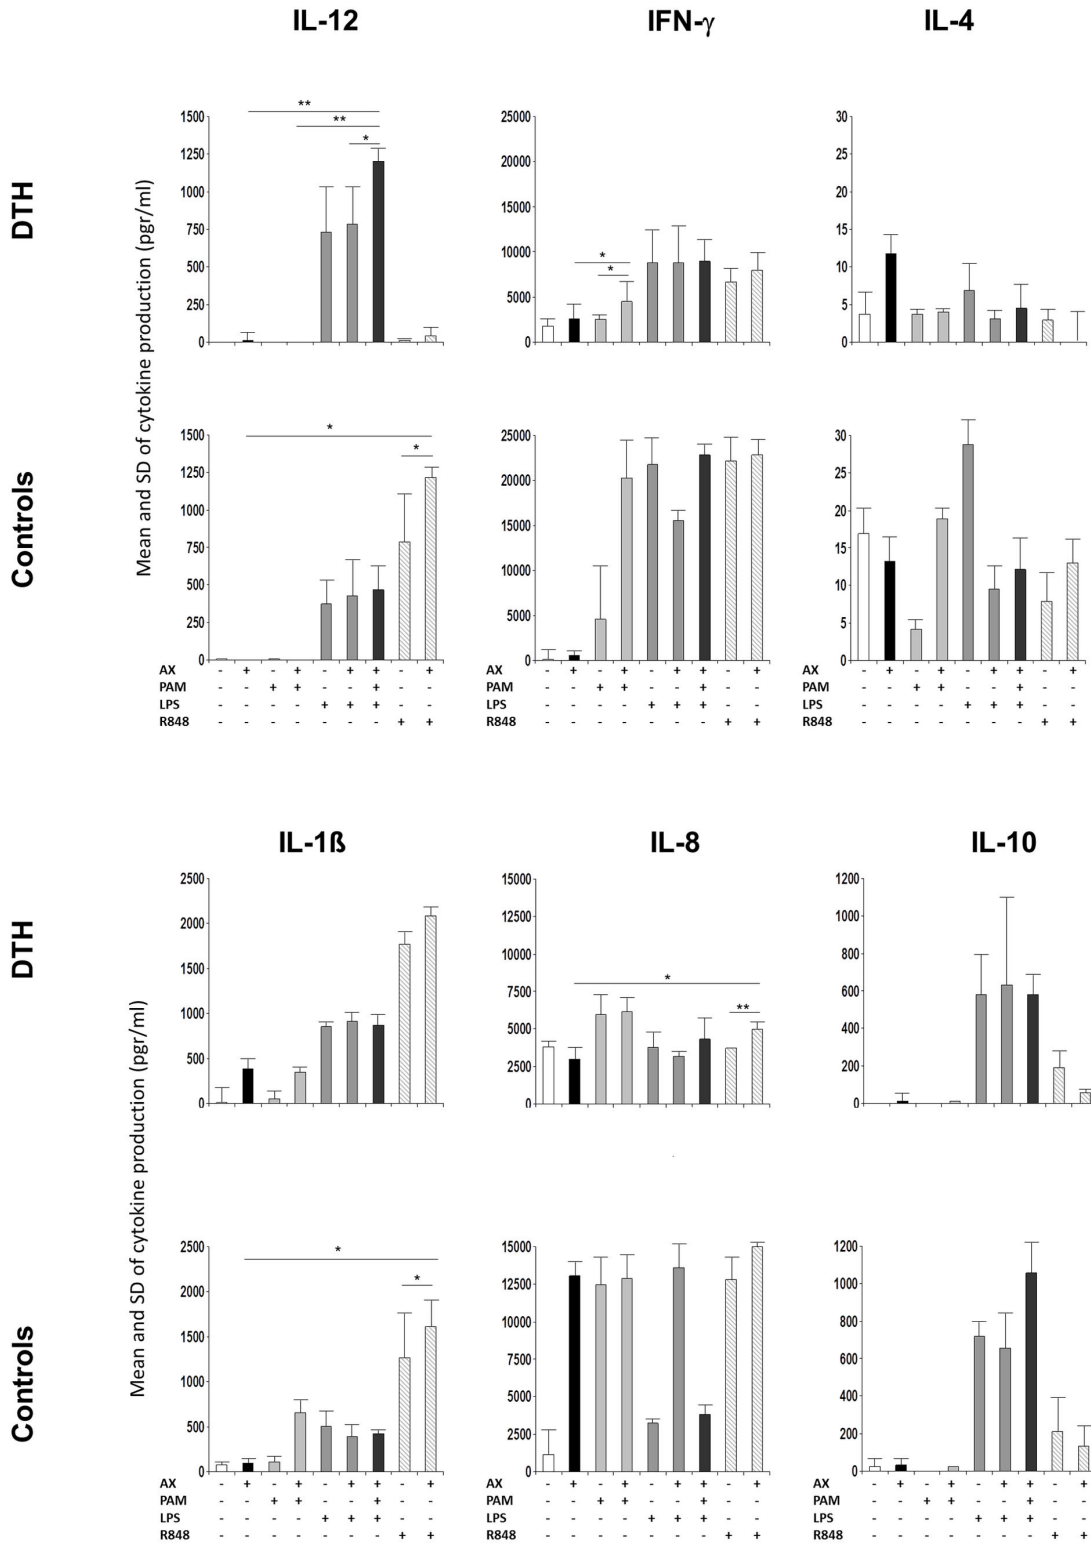 IL-12 IFN-γ IL-4
DTH
Mean and SD of cytokine production (pgr/ml)
1500
1250
1000
750
500
250
0
** ** *
25000
20000
15000
10000
5000
0
* *
30
25
20
15
10
5
0
Controls
1500
1250
1000
750
500
250
0
* *
25000
20000
15000
10000
5000
0
30
25
20
15
10
5
0
AX - + - + - + + - +
PAM - - + + - - + - -
LPS - - - - + + + - -
R848 - - - - - - - + +
AX - + - + - + + - +
PAM - - + + - - + - -
LPS - - - - + + + - -
R848 - - - - - - - + +
AX - + - + - + + - +
PAM - - + + - - + - -
LPS - - - - + + + - -
R848 - - - - - - - + +
IL-1ß IL-8 IL-10
DTH
Mean and SD of cytokine production (pgr/ml)
2500
2000
1500
1000
500
0
15000
12500
10000
7500
5000
2500
0
* **
1200
1000
800
600
400
200
0
Controls
2500
2000
1500
1000
500
0
* *
15000
12500
10000
7500
5000
2500
0
1200
1000
800
600
400
200
0
AX - + - + - + + - +
PAM - - + + - - + - -
LPS - - - - + + + - -
R848 - - - - - - - + +
AX - + - + - + + - +
PAM - - + + - - + - -
LPS - - - - + + + - -
R848 - - - - - - - + +
AX - + - + - + + - +
PAM - - + + - - + - -
LPS - - - - + + + - -
R848 - - - - - - - + +